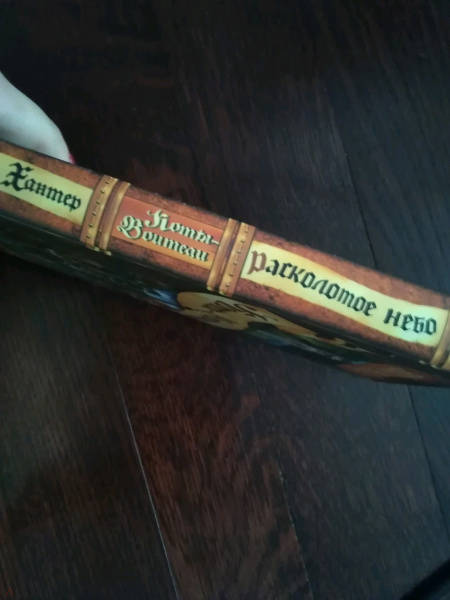 Хантер
Коты-
Воители
Расколотое небо